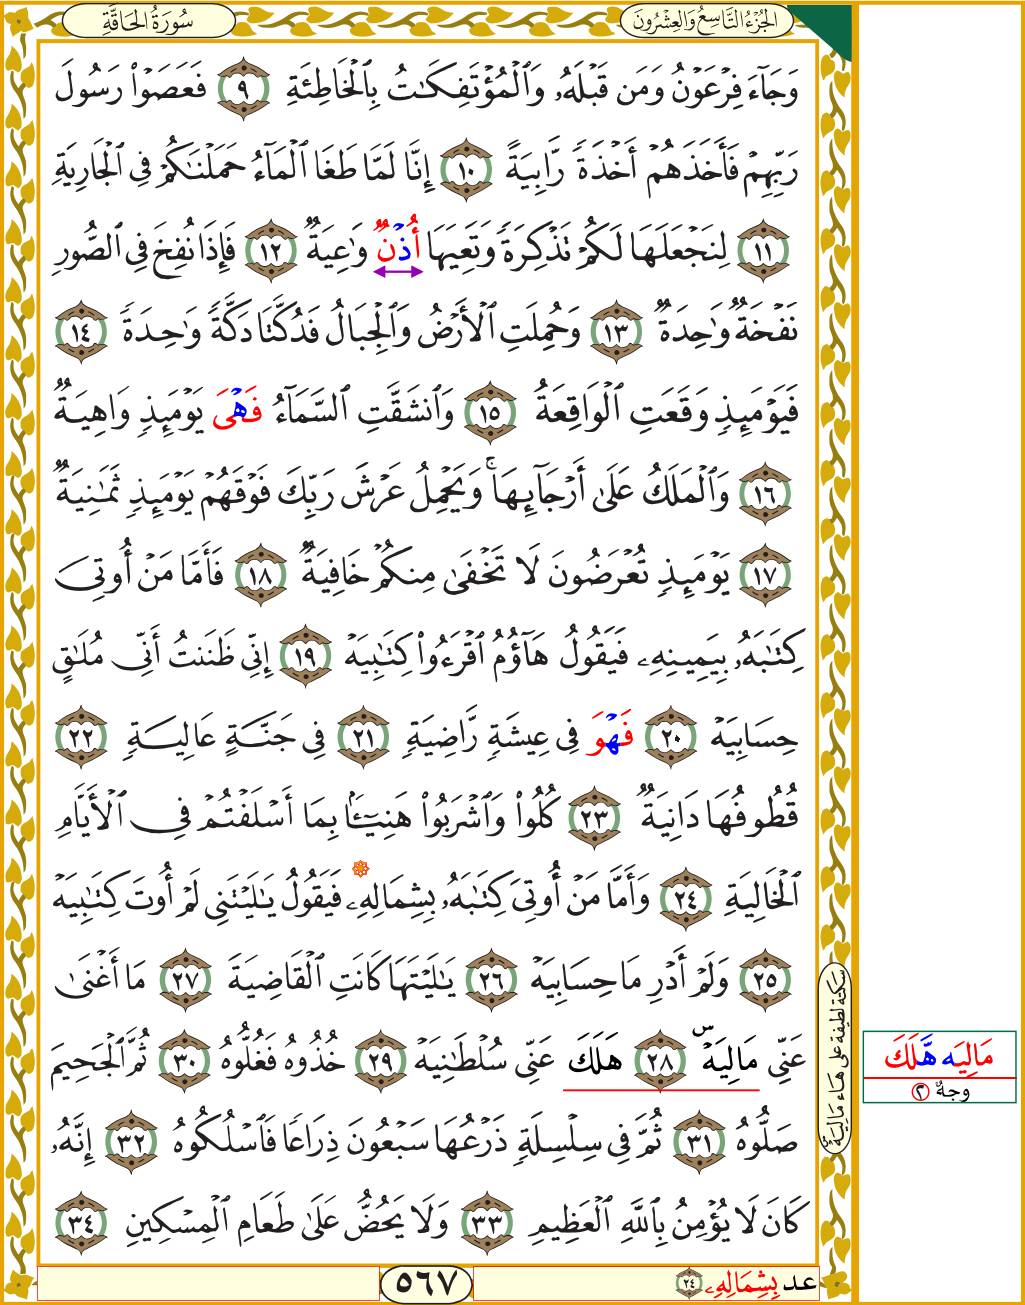 الجُزْءُ التَّاسِعُ وَالعِشْرُونَ
سُورَةُ الحَاقَّةِ
وَجَآءَ فِرْعَوْنُ وَمَن قَبْلَهُۥ وَٱلْمُؤْتَفِكَـٰتُ بِٱلْخَاطِئَةِ ٩ فَعَصَوْا۟ رَسُولَ
رَبِّهِمْ فَأَخَذَهُمْ أَخْذَةً رَّابِيَةً ١٠ إِنَّا لَمَّا طَغَا ٱلْمَآءُ حَمَلْنَـٰكُمْ فِى ٱلْجَارِيَةِ
١١ لِنَجْعَلَهَا لَكُمْ تَذْكِرَةً وَتَعِيَهَآ أُذْنٌ وَٰعِيَةٌ ١٢ فَإِذَا نُفِخَ فِى ٱلصُّورِ
نَفْخَةٌ وَٰحِدَةٌ ١٣ وَحُمِلَتِ ٱلْأَرْضُ وَٱلْجِبَالُ فَدُكَّتَا دَكَّةً وَٰحِدَةً ١٤
فَيَوْمَئِذٍ وَقَعَتِ ٱلْوَاقِعَةُ ١٥ وَٱنشَقَّتِ ٱلسَّمَآءُ فَهْىَ يَوْمَئِذٍ وَاهِيَةٌ
١٦ وَٱلْمَلَكُ عَلَىٰٓ أَرْجَآئِهَا ۚ وَيَحْمِلُ عَرْشَ رَبِّكَ فَوْقَهُمْ يَوْمَئِذٍ ثَمَـٰنِيَةٌ
١٧ يَوْمَئِذٍ تُعْرَضُونَ لَا تَخْفَىٰ مِنكُمْ خَافِيَةٌ ١٨ فَأَمَّا مَنْ أُوتِىَ
كِتَـٰبَهُۥ بِيَمِينِهِۦ فَيَقُولُ هَآؤُمُ ٱقْرَءُوا۟ كِتَـٰبِيَهْ ١٩ إِنِّى ظَنَنتُ أَنِّى مُلَـٰقٍ
حِسَابِيَهْ ٢٠ فَهْوَ فِى عِيشَةٍ رَّاضِيَةٍ ٢١ فِى جَنَّةٍ عَالِيَةٍ ٢٢
قُطُوفُهَا دَانِيَةٌ ٢٣ كُلُوا۟ وَٱشْرَبُوا۟ هَنِيٓـًٔۢا بِمَآ أَسْلَفْتُمْ فِى ٱلْأَيَّامِ
ٱلْخَالِيَةِ ٢٤ وَأَمَّا مَنْ أُوتِىَ كِتَـٰبَهُۥ بِشِمَالِهِۦ فَيَقُولُ يَـٰلَيْتَنِى لَمْ أُوتَ كِتَـٰبِيَهْ
٢٥ وَلَمْ أَدْرِ مَا حِسَابِيَهْ ٢٦ يَـٰلَيْتَهَا كَانَتِ ٱلْقَاضِيَةَ ٢٧ مَآ أَغْنَىٰ
عَنِّى مَالِيَهْ ۜ ٢٨ هَلَكَ عَنِّى سُلْطَـٰنِيَهْ ٢٩ خُذُوهُ فَغُلُّوهُ ٣٠ ثُمَّ ٱلْجَحِيمَ
صَلُّوهُ ٣١ ثُمَّ فِى سِلْسِلَةٍ ذَرْعُهَا سَبْعُونَ ذِرَاعًا فَٱسْلُكُوهُ ٣٢ إِنَّهُۥ
كَانَ لَا يُؤْمِنُ بِٱللَّهِ ٱلْعَظِيمِ ٣٣ وَلَا يَحُضُّ عَلَىٰ طَعَامِ ٱلْمِسْكِينِ ٣٤
سكتة لطيفة على هاء مَالِيَهْ ۜ
مَالِيَه هَّلَكَ
وجهٌ ٢
عد بِشِمَالِهِۦ ٢٤
٥٦٧